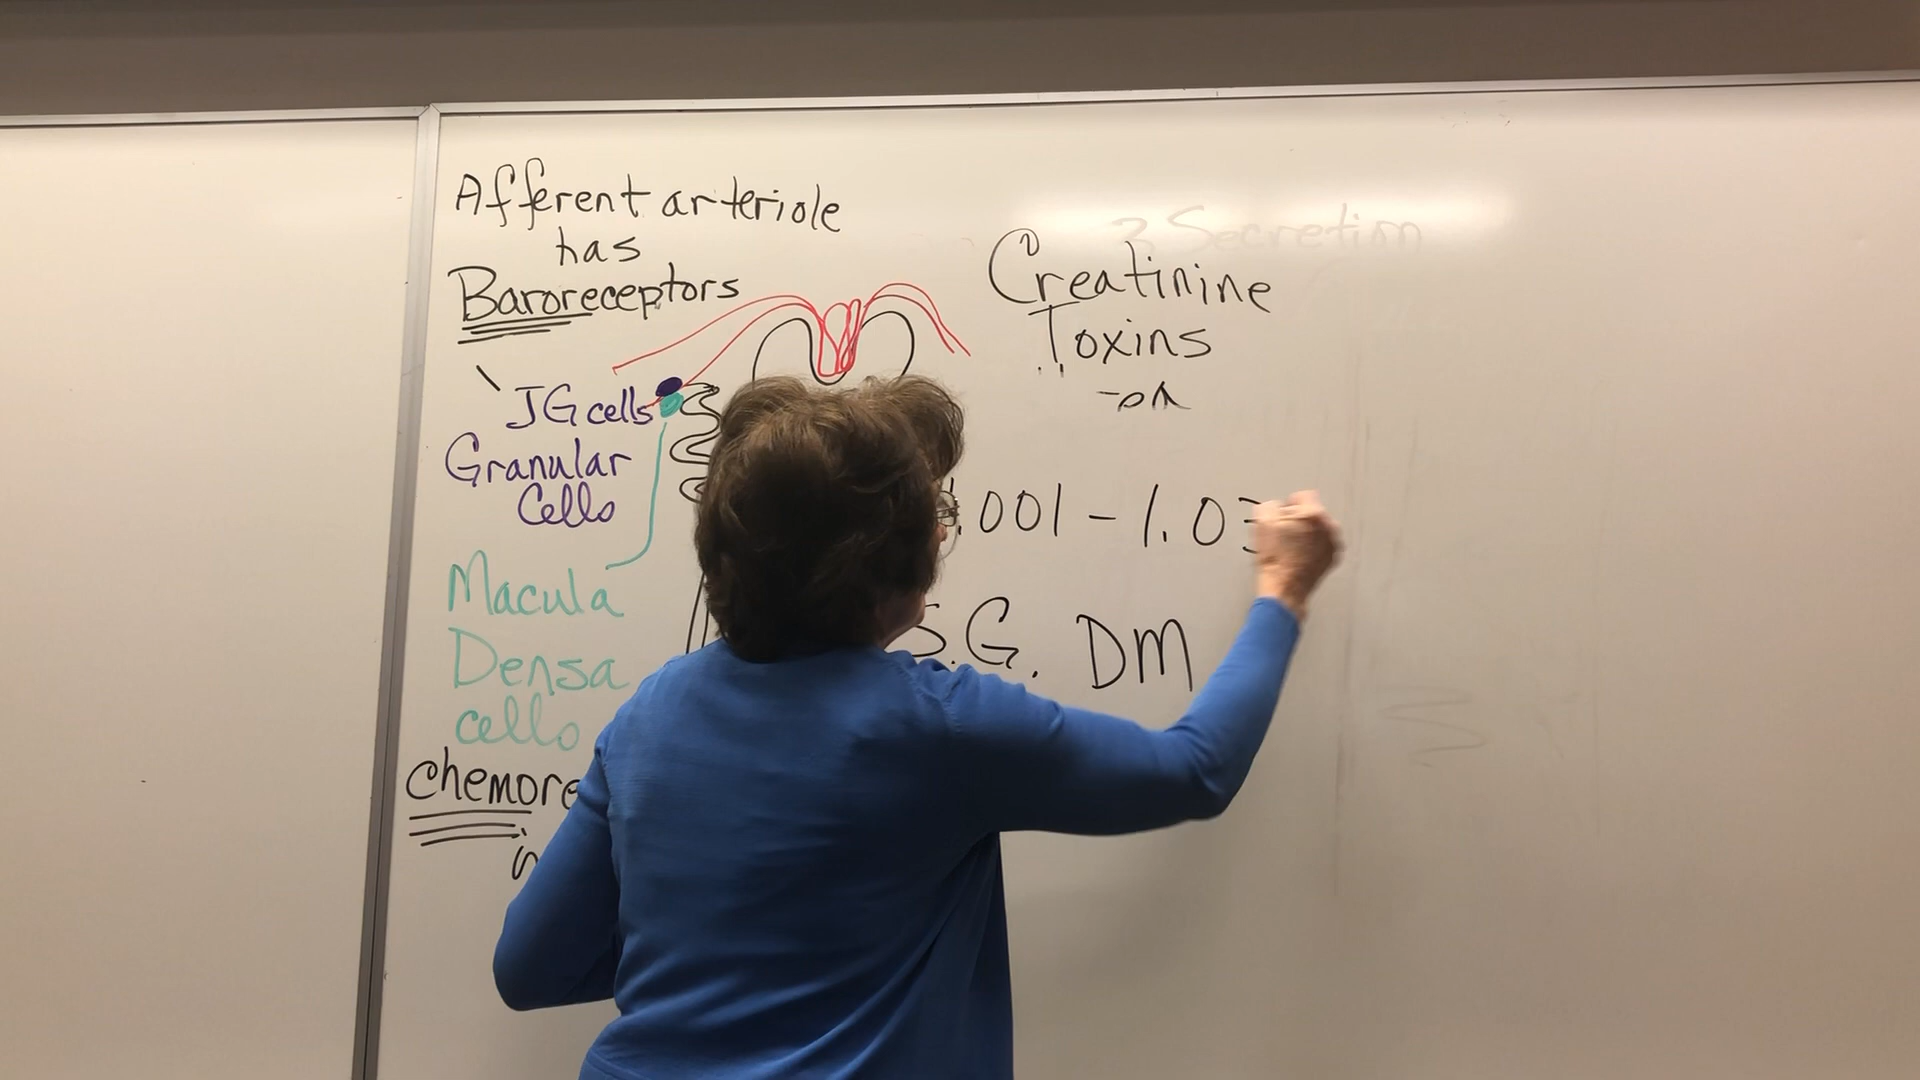 Afferent arteriole
has
Baroreceptors
JG cells
Granular
Cells
Macula
Densa
cells
chemore
3 Secretion
Creatinine
Toxins
.001 - 1.03
S.G. DM